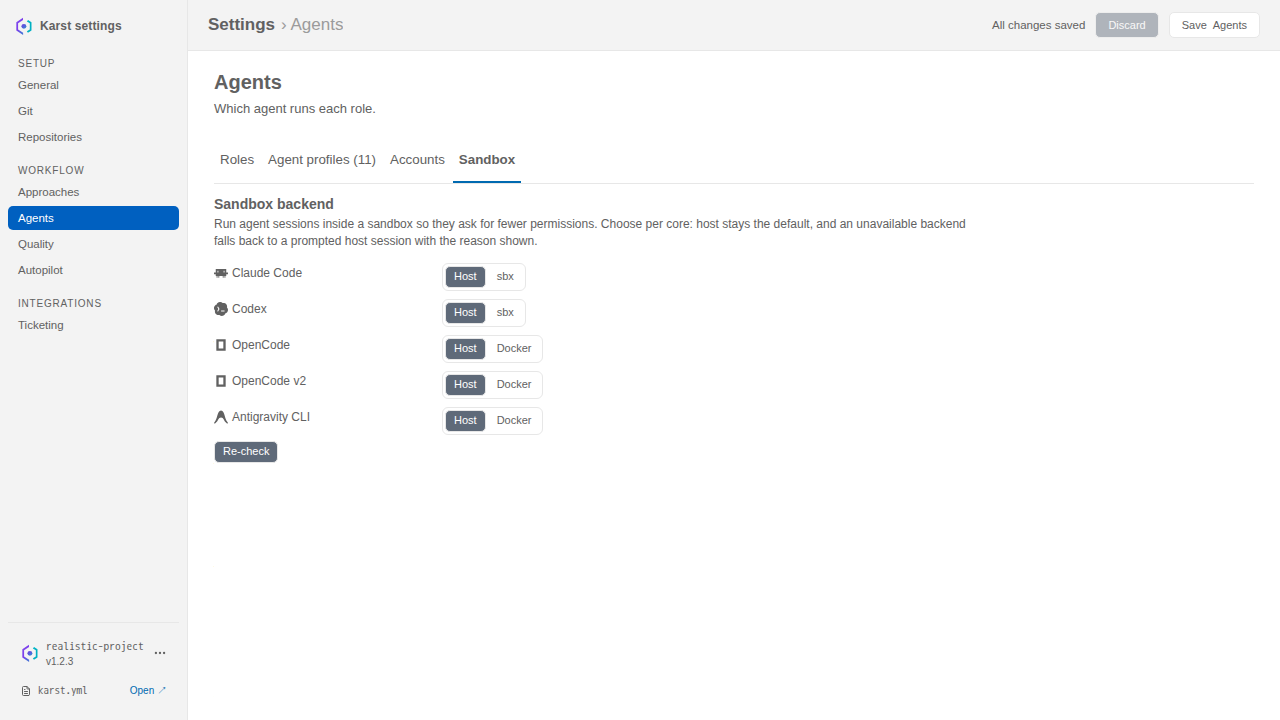 Karst settings
Settings › Agents
All changes saved
Discard
Save Agents
SETUP
General
Git
Repositories
WORKFLOW
Approaches
Agents
Quality
Autopilot
INTEGRATIONS
Ticketing
realistic-project
v1.2.3
karst.yml
Open ↗
Agents
Which agent runs each role.
Roles
Agent profiles (11)
Accounts
Sandbox
Sandbox backend
Run agent sessions inside a sandbox so they ask for fewer permissions. Choose per core: host stays the default, and an unavailable backend
falls back to a prompted host session with the reason shown.
Claude Code
Host sbx
Codex
Host sbx
OpenCode
Host Docker
OpenCode v2
Host Docker
Antigravity CLI
Host Docker
Re-check